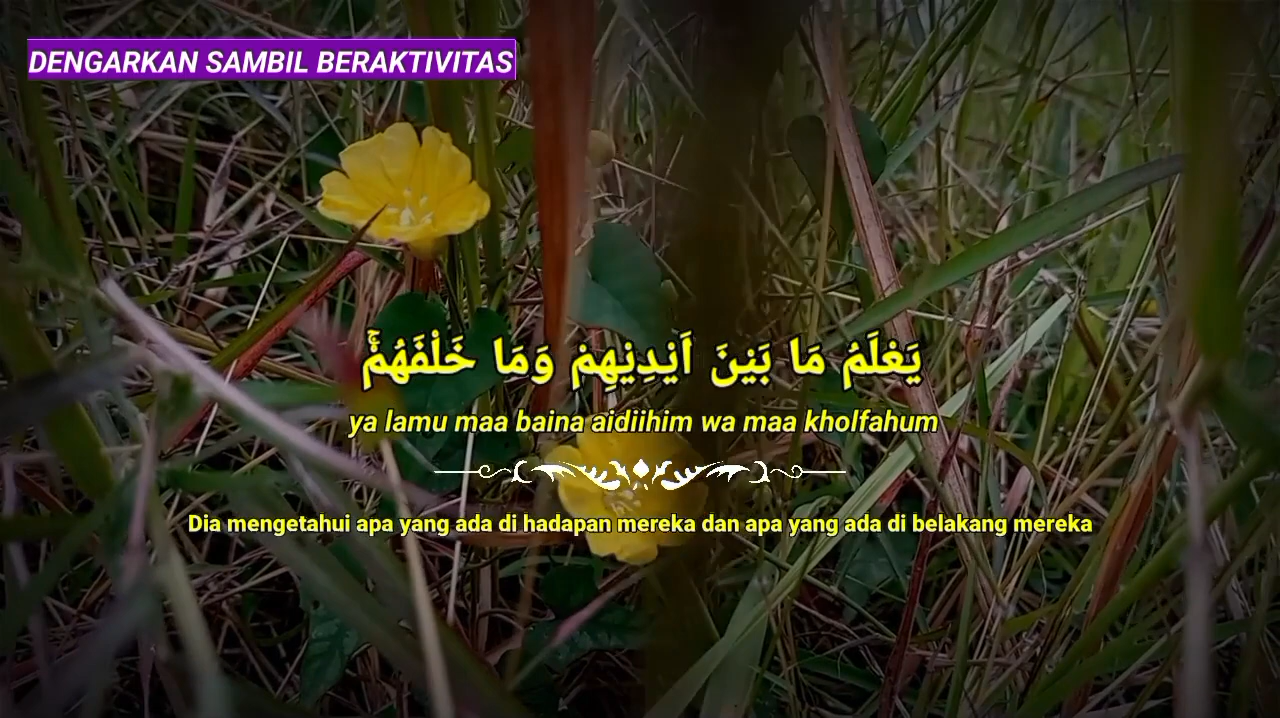 DENGARKAN SAMBIL BERAKTIVITAS
يَعْلَمُ مَا بَيْنَ اَيْدِيْهِمْ وَمَا خَلْفَهُمْۚ
ya lamu maa baina aidiihim wa maa kholfahum
Dia mengetahui apa yang ada di hadapan mereka dan apa yang ada di belakang mereka